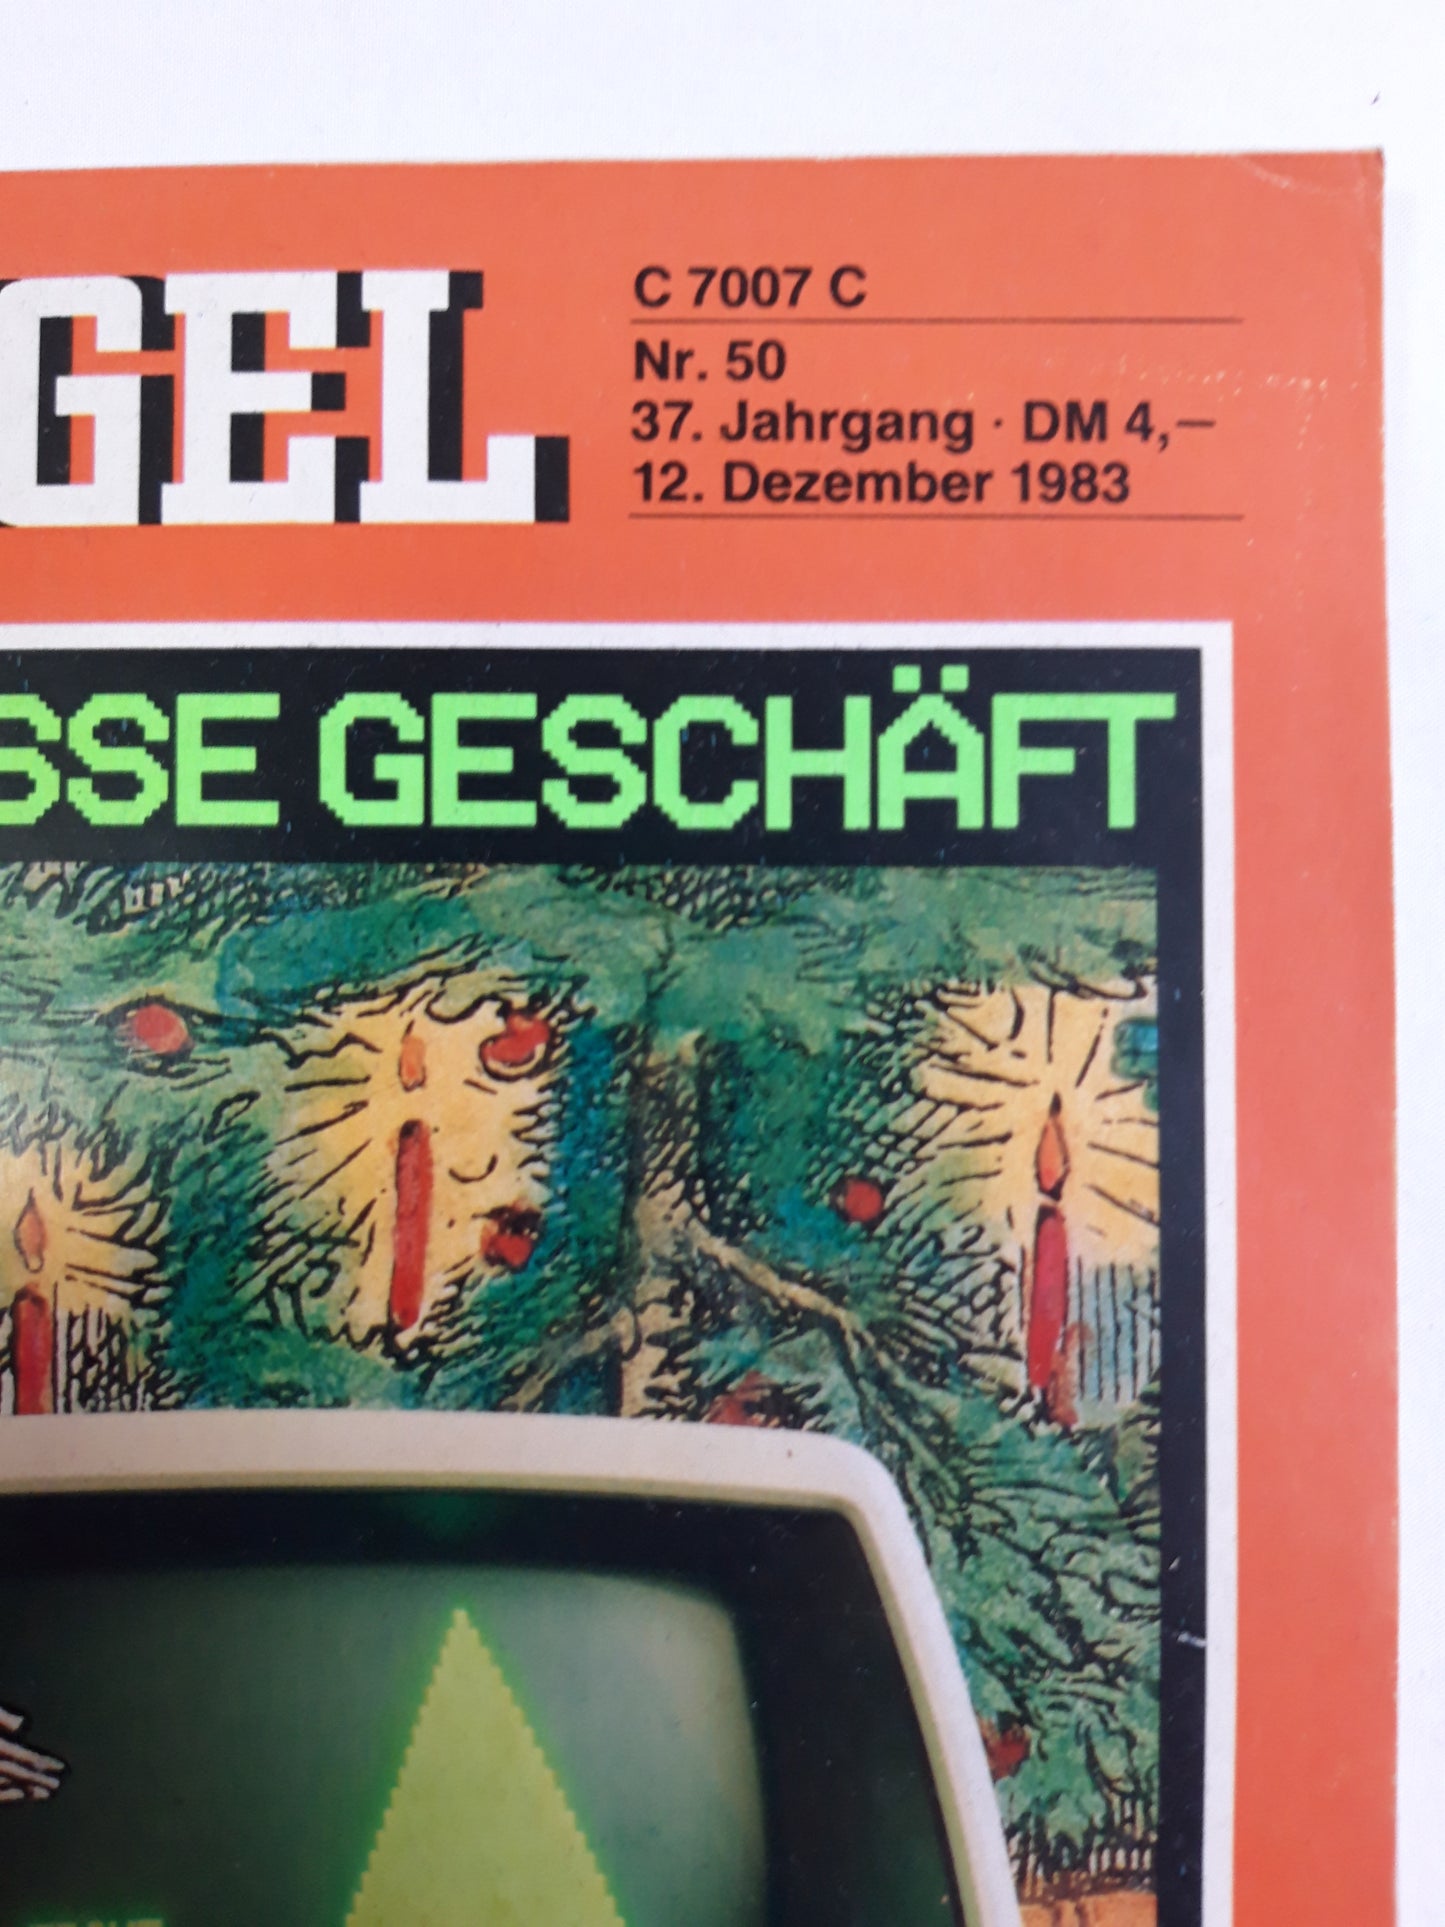 GEL
C 7007 C
Nr. 50
37. Jahrgang · DM 4,—
12. Dezember 1983
SSE GESCHÄFT